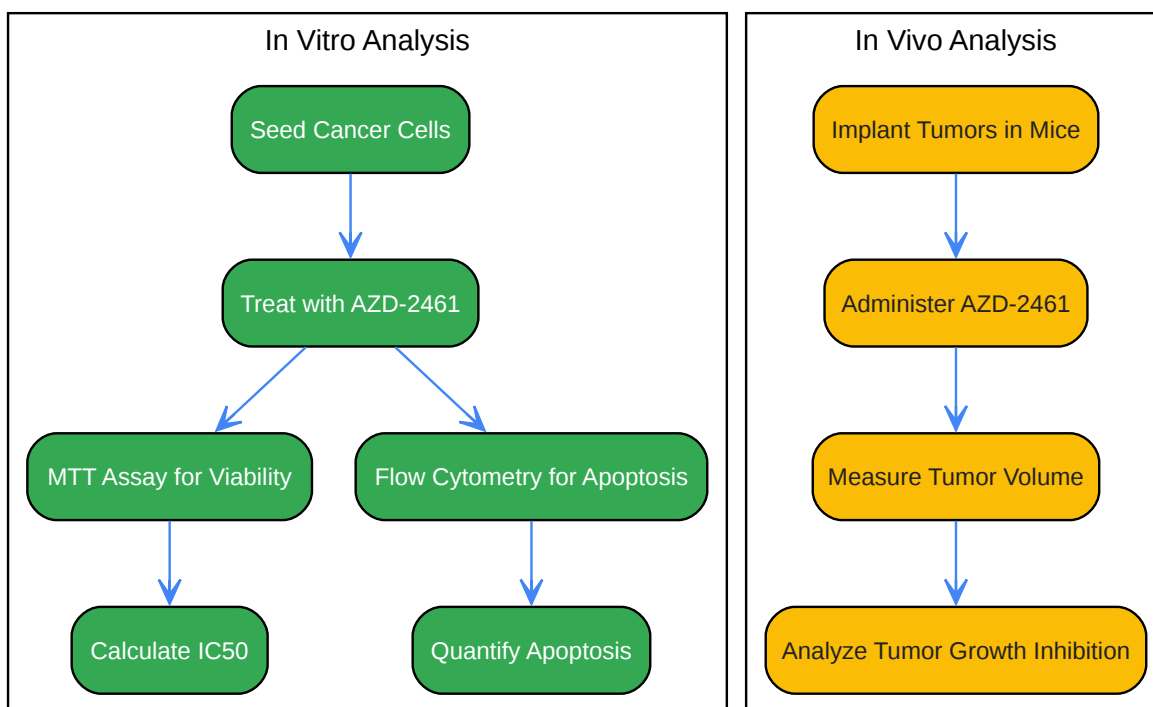 In Vitro Analysis
Seed Cancer Cells
Treat with AZD-2461
MTT Assay for Viability
Flow Cytometry for Apoptosis
Calculate IC50
Quantify Apoptosis
In Vivo Analysis
Implant Tumors in Mice
Administer AZD-2461
Measure Tumor Volume
Analyze Tumor Growth Inhibition